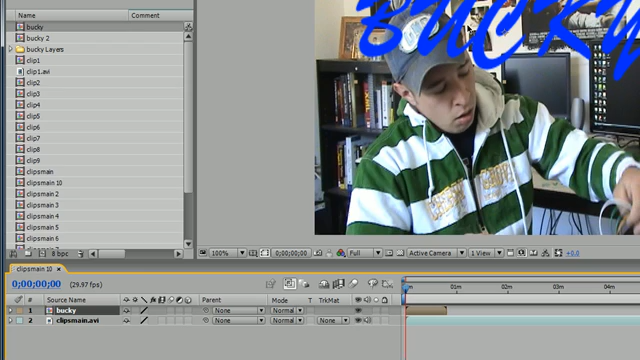 BUCKY
Name Comment
bucky
bucky 2
bucky Layers
clip1
clip1.avi
clip2
clip3
clip4
clip5
clip6
clip7
clip8
clip9
clipsmain
clipsmain 10
clipsmain 2
clipsmain 3
clipsmain 4
clipsmain 5
clipsmain 6
8 bpc
100% 0;00;00;00 Full Active Camera 1 View +0.0
clipsmain 10 ×
0;00;00;00 (29.97 fps)
# Source Name Parent Mode T TrkMat 01m 02m 03m 04m
1 bucky None Normal
2 clipsmain.avi None Normal None